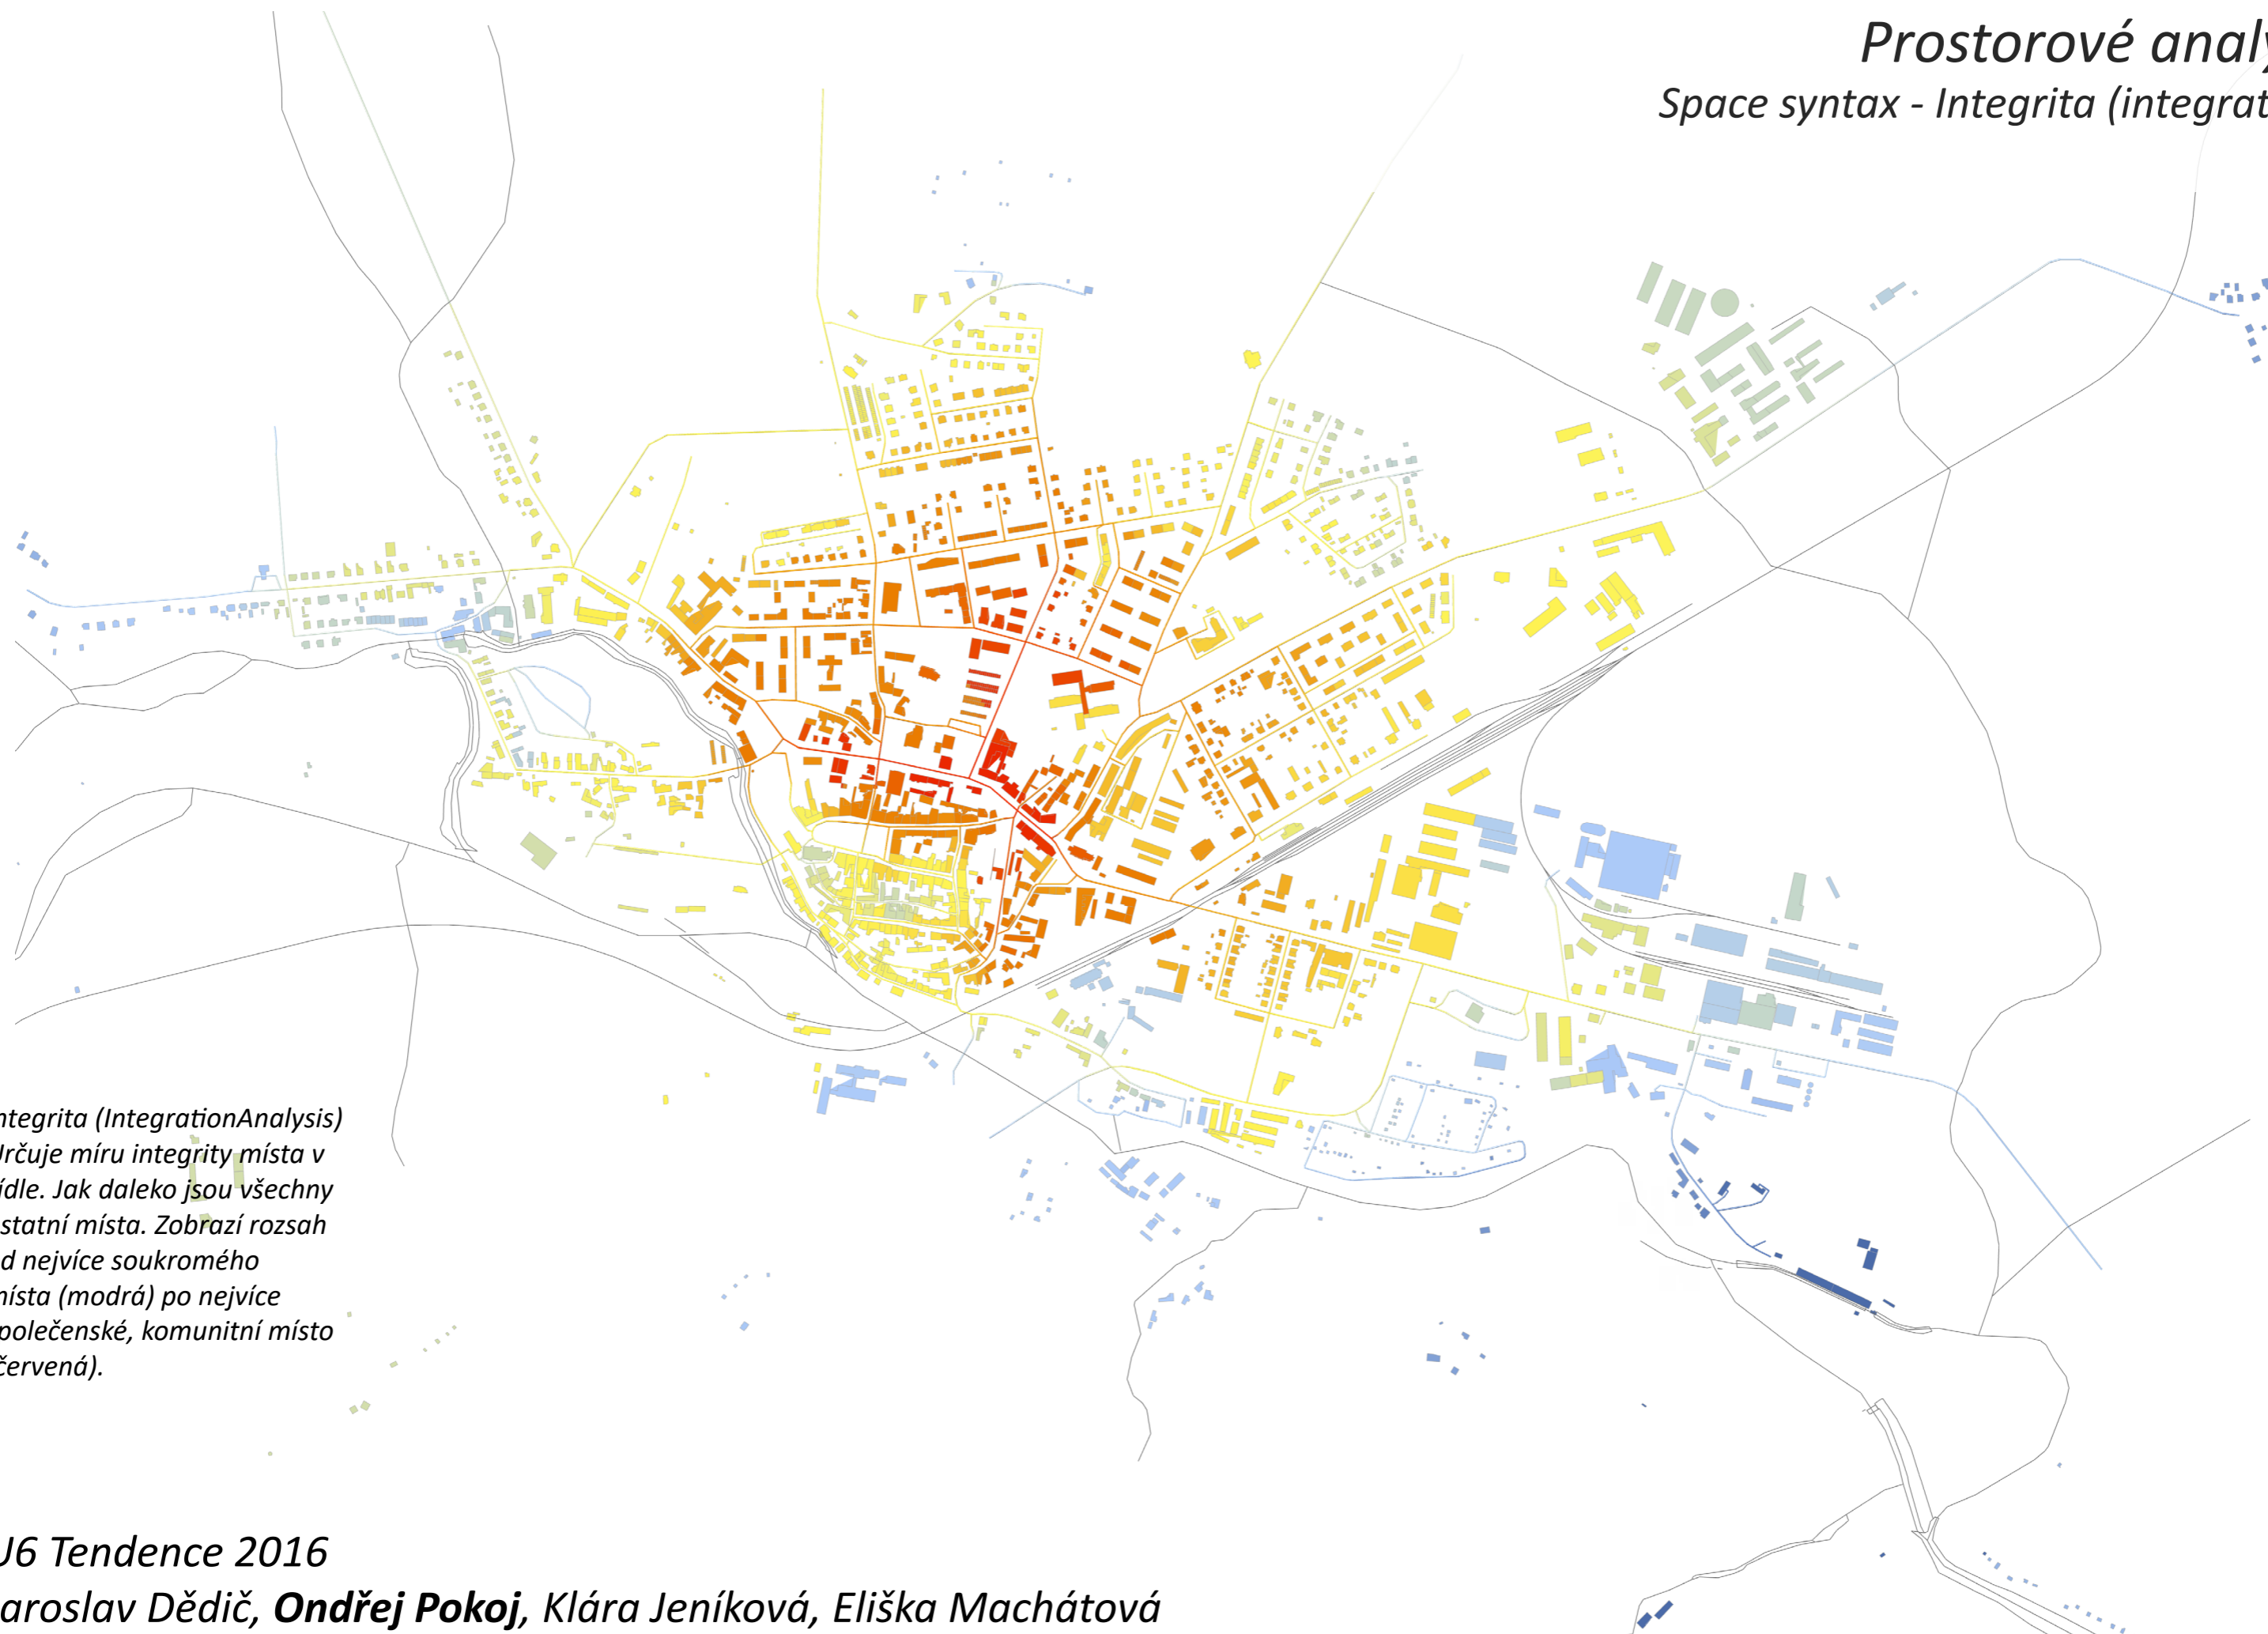 Prostorové analy
Space syntax - Integrita (integrat
ntegrita (IntegrationAnalysis)
Určuje míru integrity místa v
ídle. Jak daleko jsou všechny
statní místa. Zobrazí rozsah
d nejvíce soukromého
místa (modrá) po nejvíce
polečenské, komunitní místo
červená).
U6 Tendence 2016
aroslav Dědič, Ondřej Pokoj, Klára Jeníková, Eliška Machátová